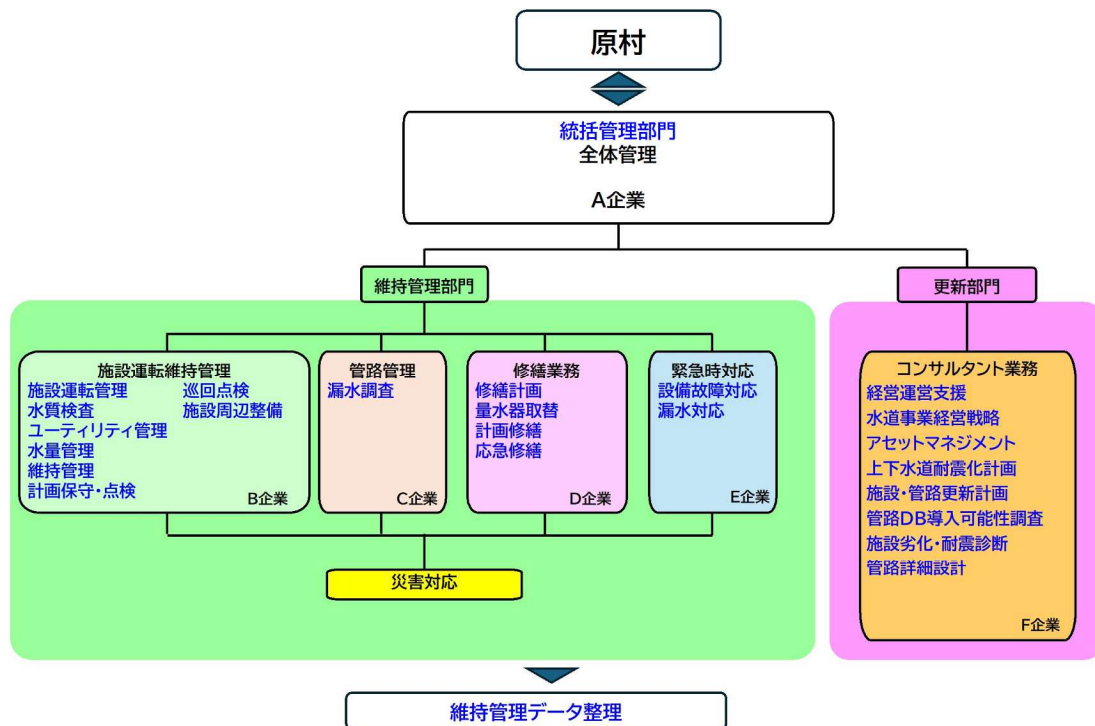 原村
統括管理部門
全体管理
A企業
維持管理部門
更新部門
施設運転維持管理
施設運転管理
巡回点検
水質検査
施設周辺整備
ユーティリティ管理
水量管理
維持管理
計画保守・点検
B企業
管路管理
漏水調査
C企業
修繕業務
修繕計画
量水器取替
計画修繕
応急修繕
D企業
緊急時対応
設備故障対応
漏水対応
E企業
コンサルタント業務
経営運営支援
水道事業経営戦略
アセットマネジメント
上下水道耐震化計画
施設・管路更新計画
管路DB導入可能性調査
施設劣化・耐震診断
管路詳細設計
F企業
災害対応
維持管理データ整理